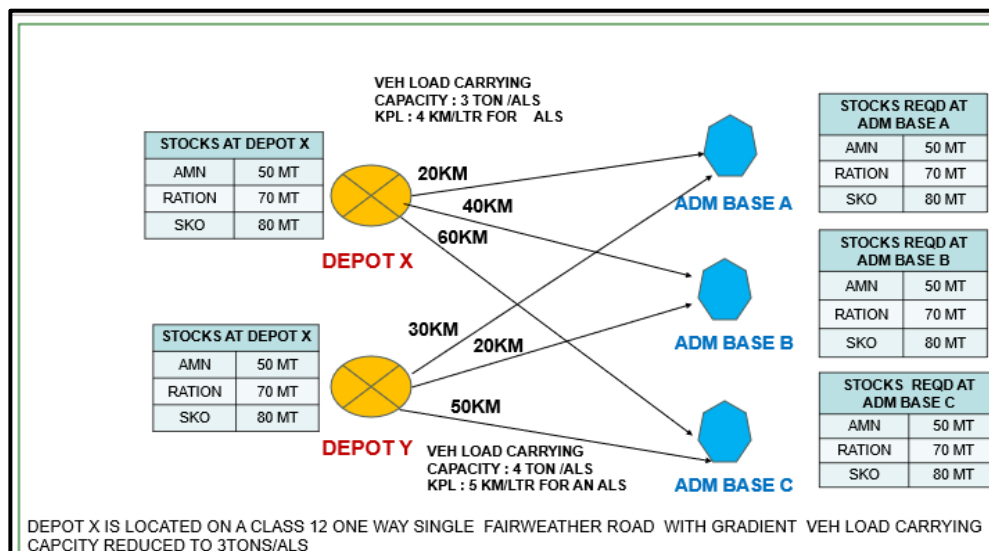 VEH LOAD CARRYING
CAPACITY : 3 TON /ALS
KPL : 4 KM/LTR FOR ALS
STOCKS AT DEPOT X
AMN 50 MT
RATION 70 MT
SKO 80 MT
20KM
40KM
60KM
DEPOT X
ADM BASE A
STOCKS REQD AT
ADM BASE A
AMN 50 MT
RATION 70 MT
SKO 80 MT
STOCKS REQD AT
ADM BASE B
AMN 50 MT
RATION 70 MT
SKO 80 MT
ADM BASE B
STOCKS AT DEPOT X
AMN 50 MT
RATION 70 MT
SKO 80 MT
30KM
20KM
50KM
DEPOT Y
VEH LOAD CARRYING
CAPACITY : 4 TON /ALS
KPL : 5 KM/LTR FOR AN ALS
ADM BASE C
STOCKS REQD AT
ADM BASE C
AMN 50 MT
RATION 70 MT
SKO 80 MT
DEPOT X IS LOCATED ON A CLASS 12 ONE WAY SINGLE FAIRWEATHER ROAD WITH GRADIENT VEH LOAD CARRYING
CAPCITY REDUCED TO 3TONS/ALS